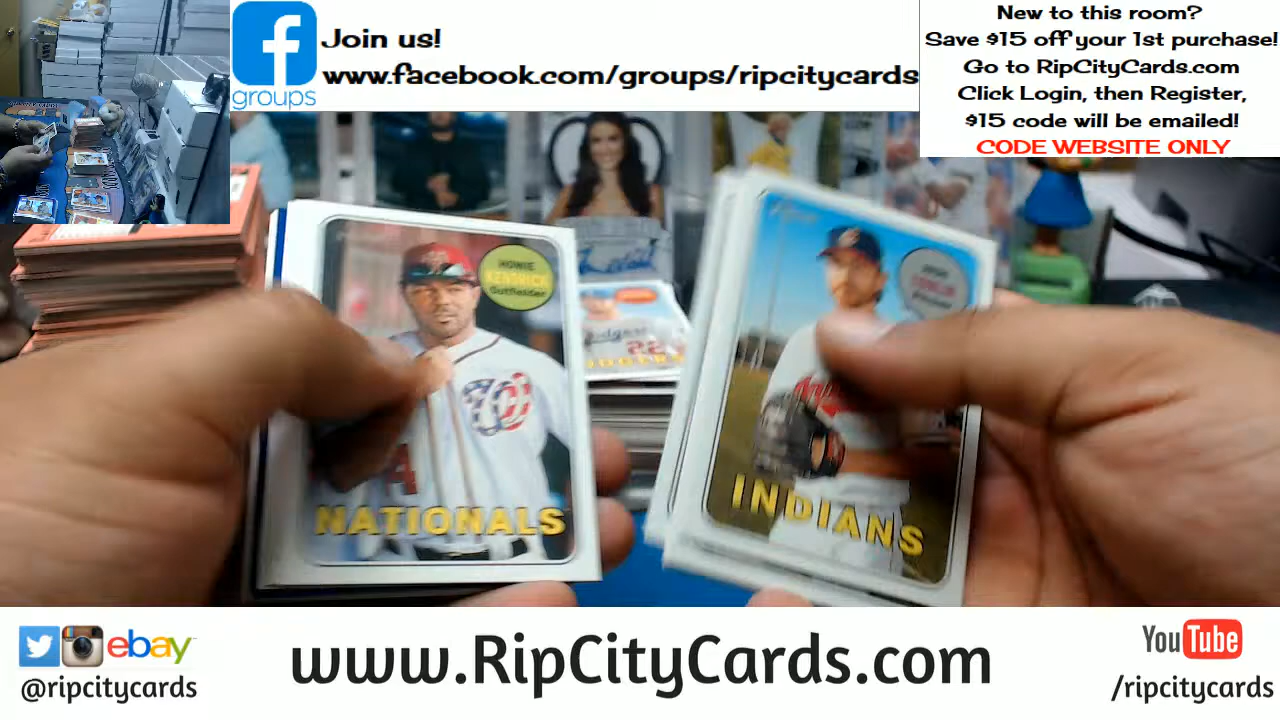 Join us!
www.facebook.com/groups/ripcitycards
groups
New to this room?
Save $15 off your 1st purchase!
Go to RipCityCards.com
Click Login, then Register,
$15 code will be emailed!
CODE WEBSITE ONLY
HOWIE
KENDRICK
Outfielder
NATIONALS
INDIANS
ebay
@ripcitycards
www.RipCityCards.com
YouTube
/ripcitycards